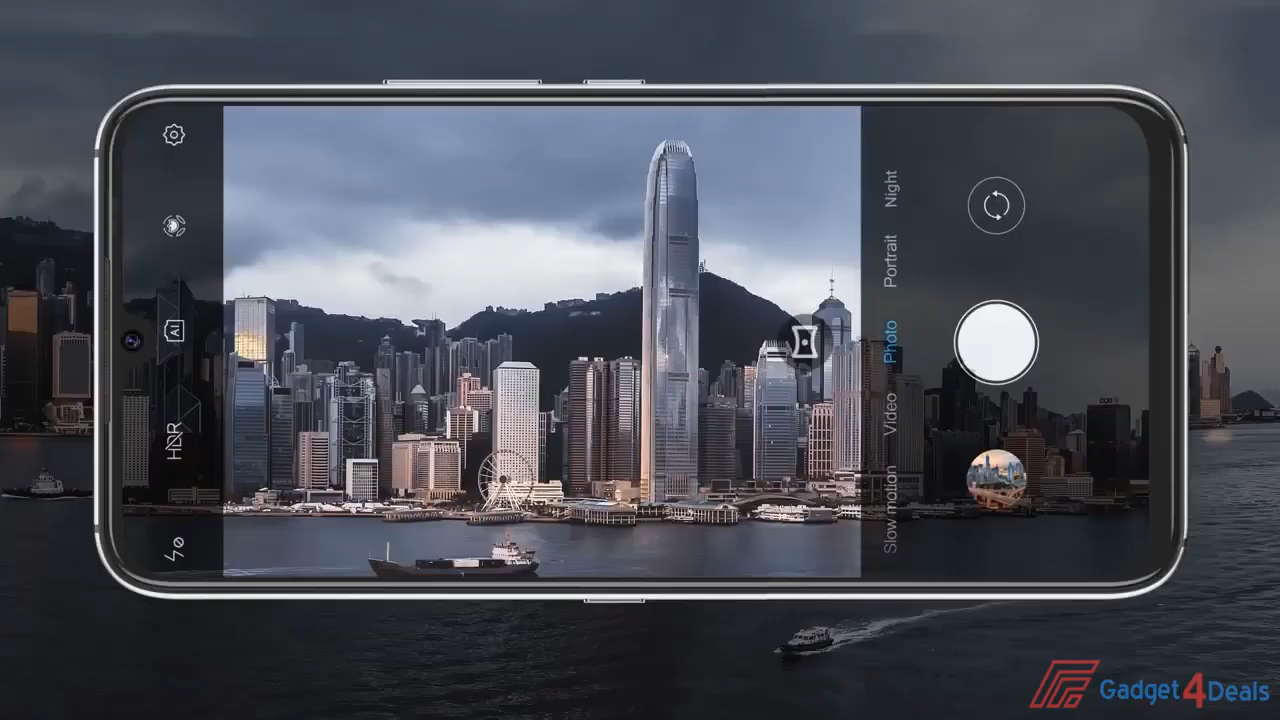 AI
HDR
Night
Portrait
Photo
Video
Slow motion
Gadget4Deals